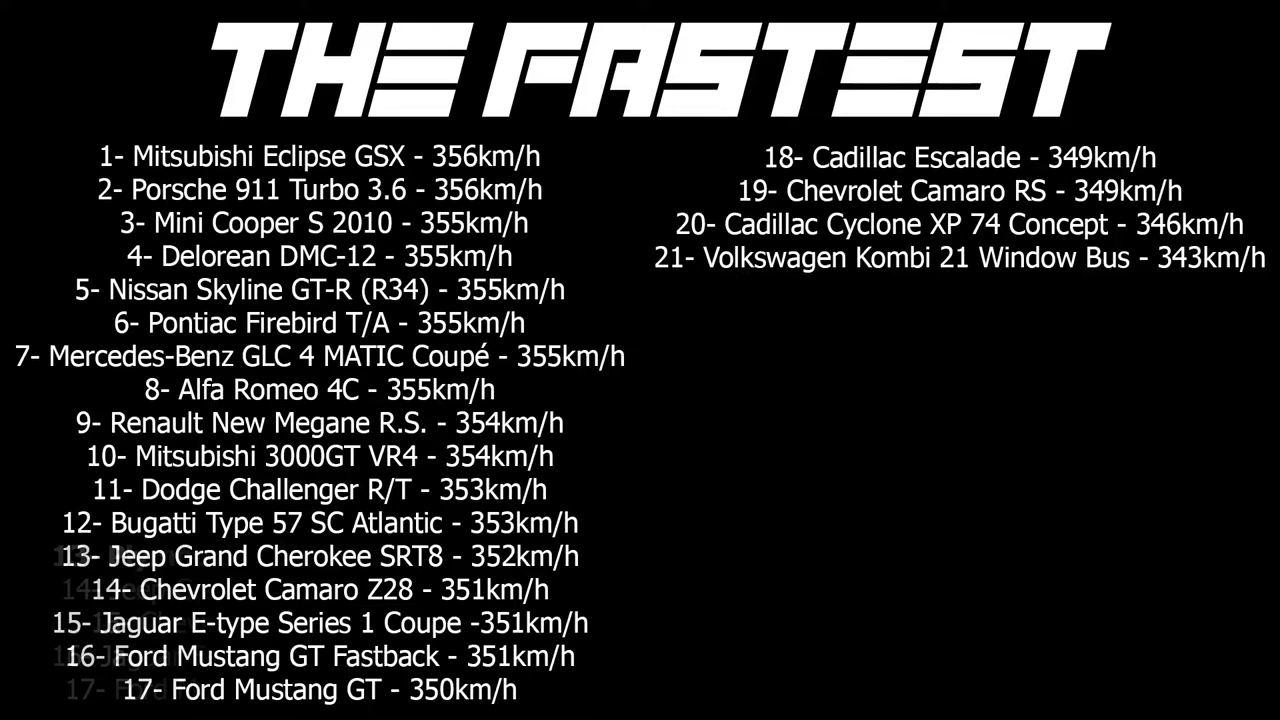 THE FASTEST
1- Mitsubishi Eclipse GSX - 356km/h
2- Porsche 911 Turbo 3.6 - 356km/h
3- Mini Cooper S 2010 - 355km/h
4- Delorean DMC-12 - 355km/h
5- Nissan Skyline GT-R (R34) - 355km/h
6- Pontiac Firebird T/A - 355km/h
7- Mercedes-Benz GLC 4 MATIC Coupé - 355km/h
8- Alfa Romeo 4C - 355km/h
9- Renault New Megane R.S. - 354km/h
10- Mitsubishi 3000GT VR4 - 354km/h
11- Dodge Challenger R/T - 353km/h
12- Bugatti Type 57 SC Atlantic - 353km/h
13- Jeep Grand Cherokee SRT8 - 352km/h
14- Chevrolet Camaro Z28 - 351km/h
15- Jaguar E-type Series 1 Coupe -351km/h
16- Ford Mustang GT Fastback - 351km/h
17- Ford Mustang GT - 350km/h
18- Cadillac Escalade - 349km/h
19- Chevrolet Camaro RS - 349km/h
20- Cadillac Cyclone XP 74 Concept - 346km/h
21- Volkswagen Kombi 21 Window Bus - 343km/h